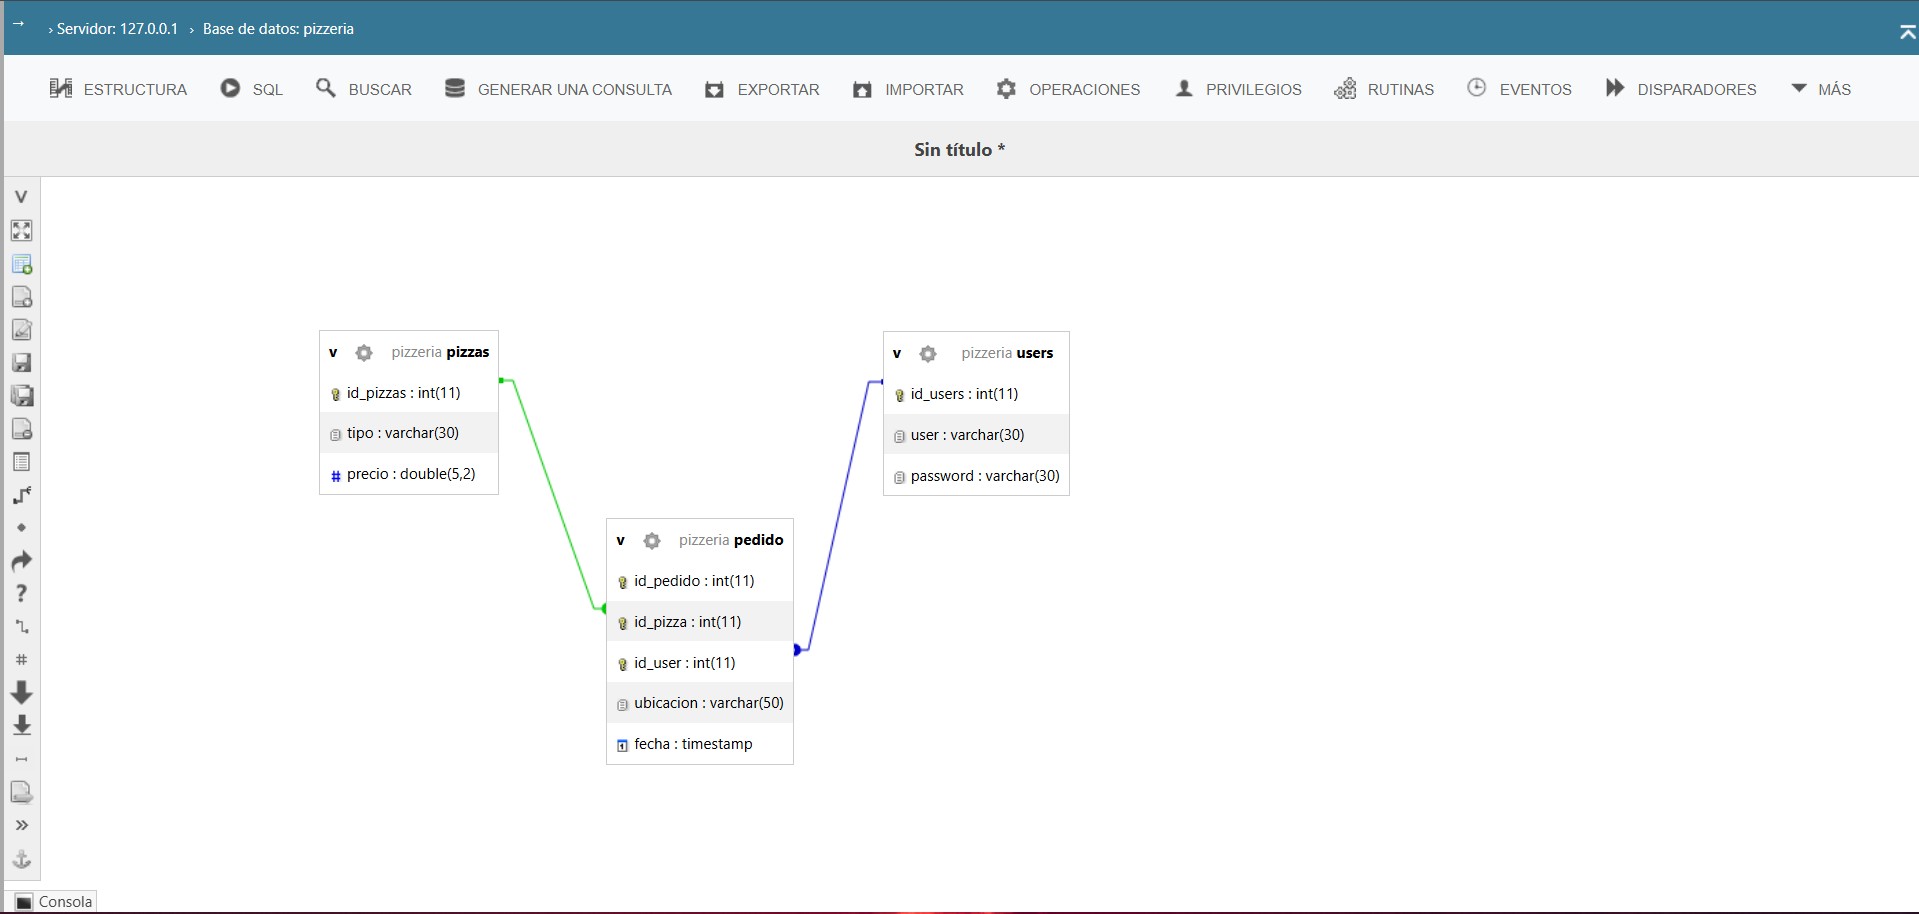 › Servidor: 127.0.0.1 › Base de datos: pizzeria
ESTRUCTURA SQL BUSCAR GENERAR UNA CONSULTA EXPORTAR IMPORTAR OPERACIONES PRIVILEGIOS RUTINAS EVENTOS DISPARADORES MÁS
Sin título *
v pizzeria pizzas
id_pizzas : int(11)
tipo : varchar(30)
# precio : double(5,2)
v pizzeria users
id_users : int(11)
user : varchar(30)
password : varchar(30)
v pizzeria pedido
id_pedido : int(11)
id_pizza : int(11)
id_user : int(11)
ubicacion : varchar(50)
fecha : timestamp
Consola